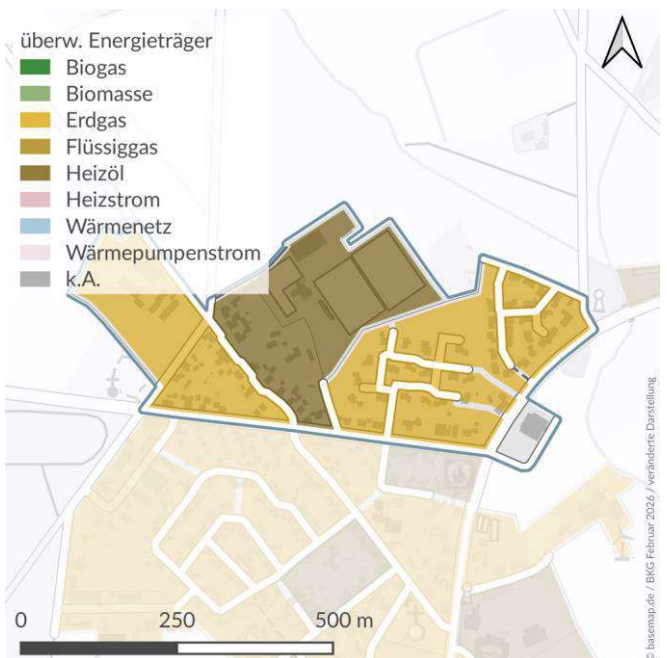 überw. Energieträger
Biogas
Biomasse
Erdgas
Flüssiggas
Heizöl
Heizstrom
Wärmenetz
Wärmepumpenstrom
k.A.
0 250 500 m
© basemap.de / BKG Februar 2026 / veränderte Darstellung